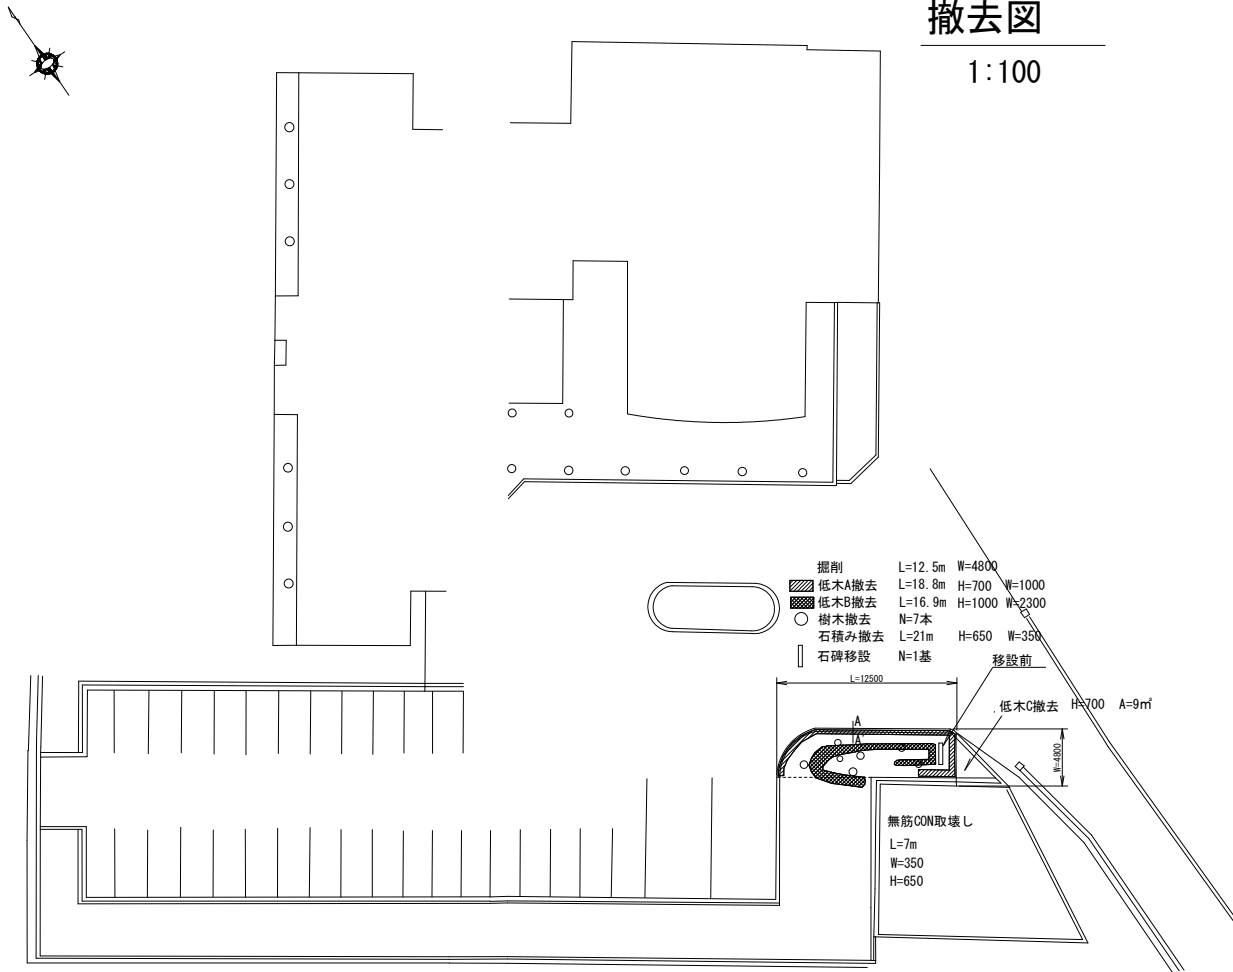 撤去図
1:100
掘削 L=12.5m W=4800
低木A撤去 L=18.8m H=700 W=1000
低木B撤去 L=16.9m H=1000 W=2300
樹木撤去 N=7本
石積み撤去 L=21m H=650 W=350
石碑移設 N=1基
移設前
L=12500
低木C撤去 H=700 A=9㎡
A
A
W=4800
無筋CON取壊し
L=7m
W=350
H=650